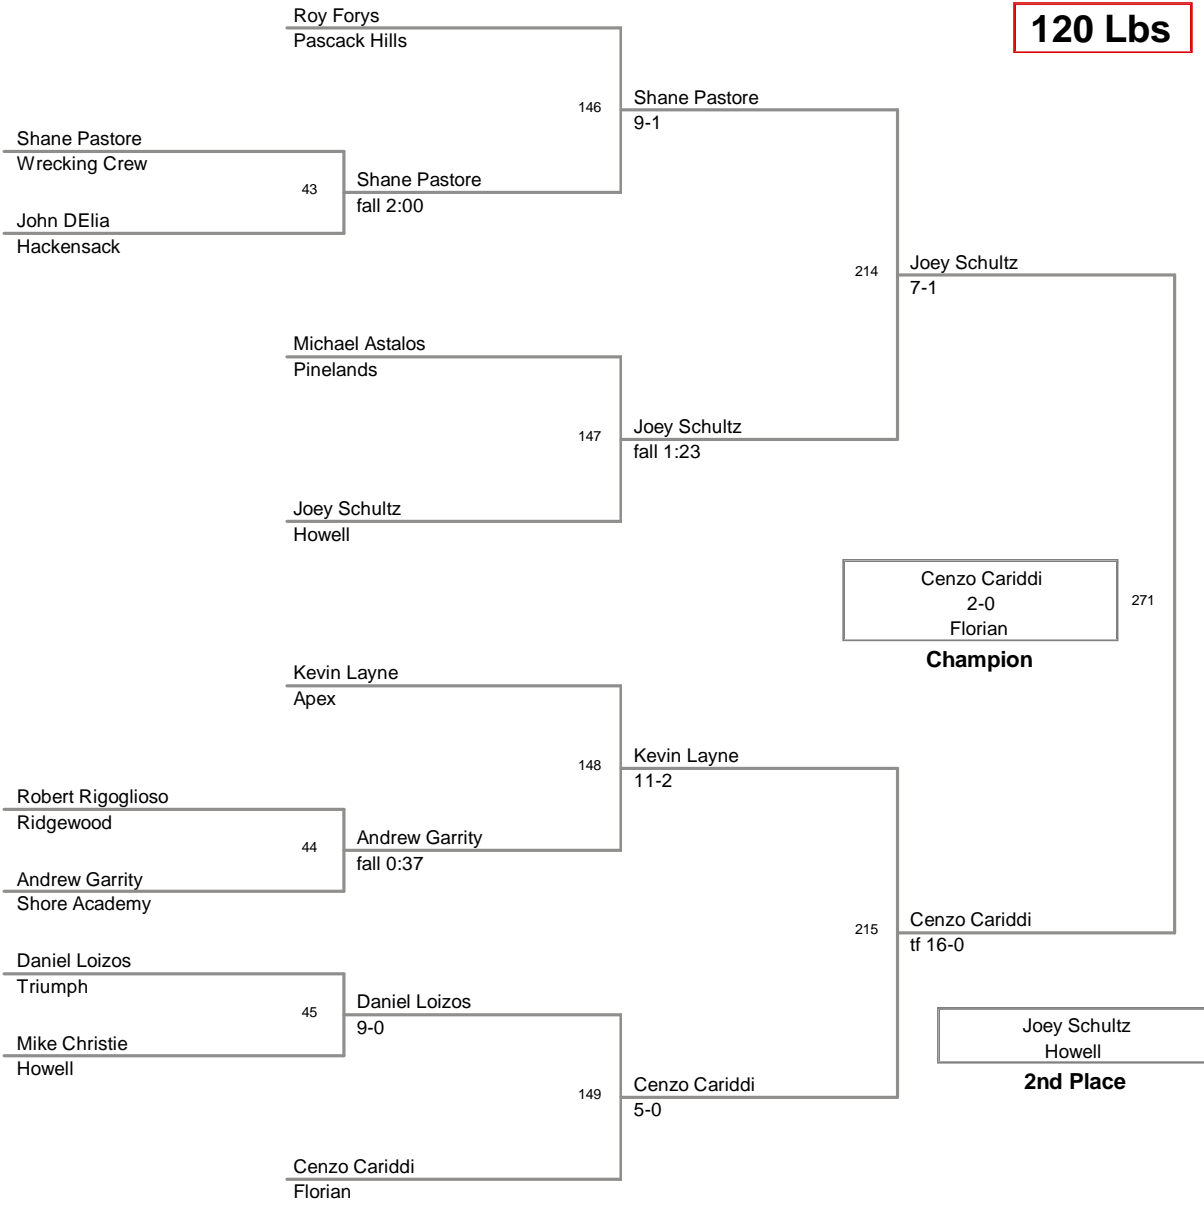 Roy Forys
Pascack Hills
120 Lbs
146
Shane Pastore
9-1
Shane Pastore
Wrecking Crew
43
Shane Pastore
fall 2:00
John DElia
Hackensack
214
Joey Schultz
7-1
Michael Astalos
Pinelands
147
Joey Schultz
fall 1:23
Joey Schultz
Howell
Cenzo Cariddi
2-0
Florian
271
Champion
Kevin Layne
Apex
148
Kevin Layne
11-2
Robert Rigoglioso
Ridgewood
44
Andrew Garrity
fall 0:37
Andrew Garrity
Shore Academy
215
Cenzo Cariddi
tf 16-0
Daniel Loizos
Triumph
45
Daniel Loizos
9-0
Mike Christie
Howell
Joey Schultz
Howell
2nd Place
149
Cenzo Cariddi
5-0
Cenzo Cariddi
Florian